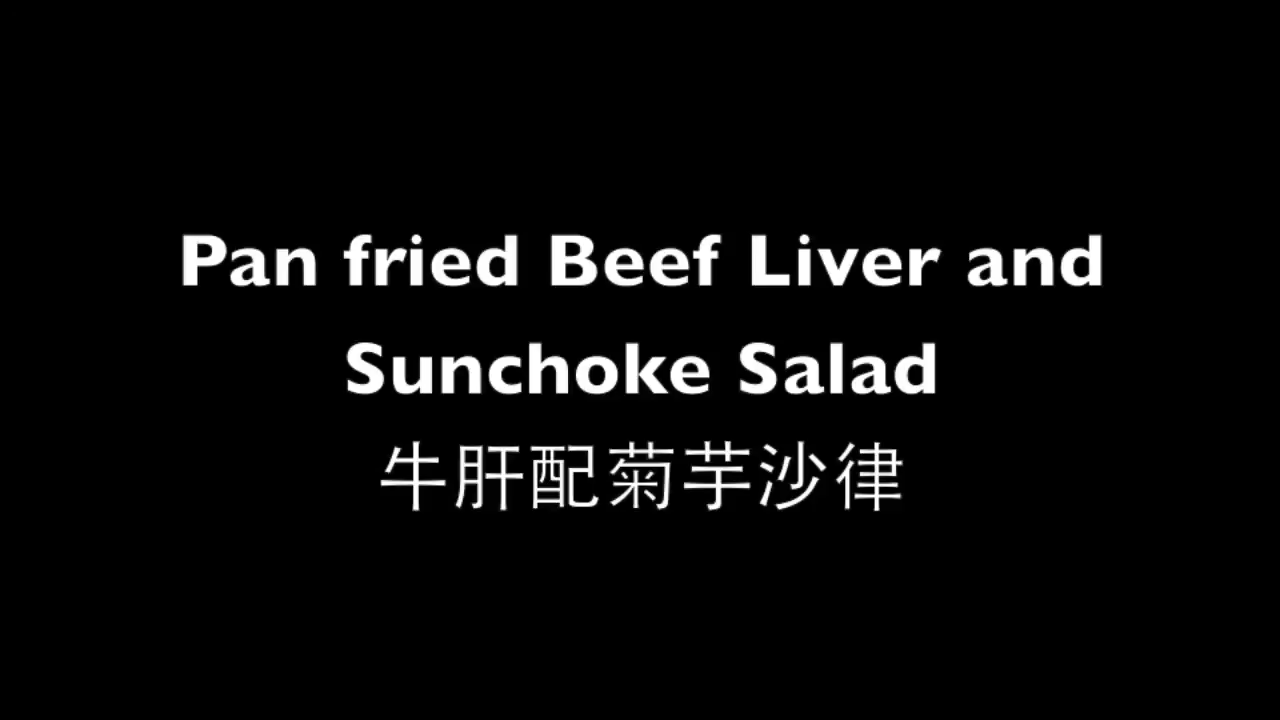 Pan fried Beef Liver and
Sunchoke Salad
牛肝配菊芋沙律